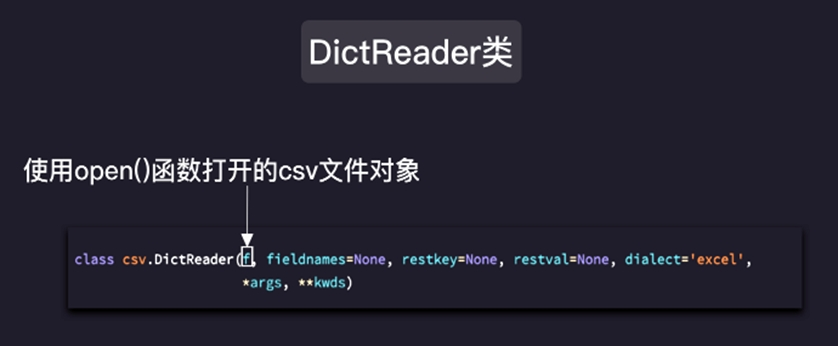 DictReader类
使用open()函数打开的csv文件对象
class csv.DictReader(f, fieldnames=None, restkey=None, restval=None, dialect='excel',
*args, **kwds)